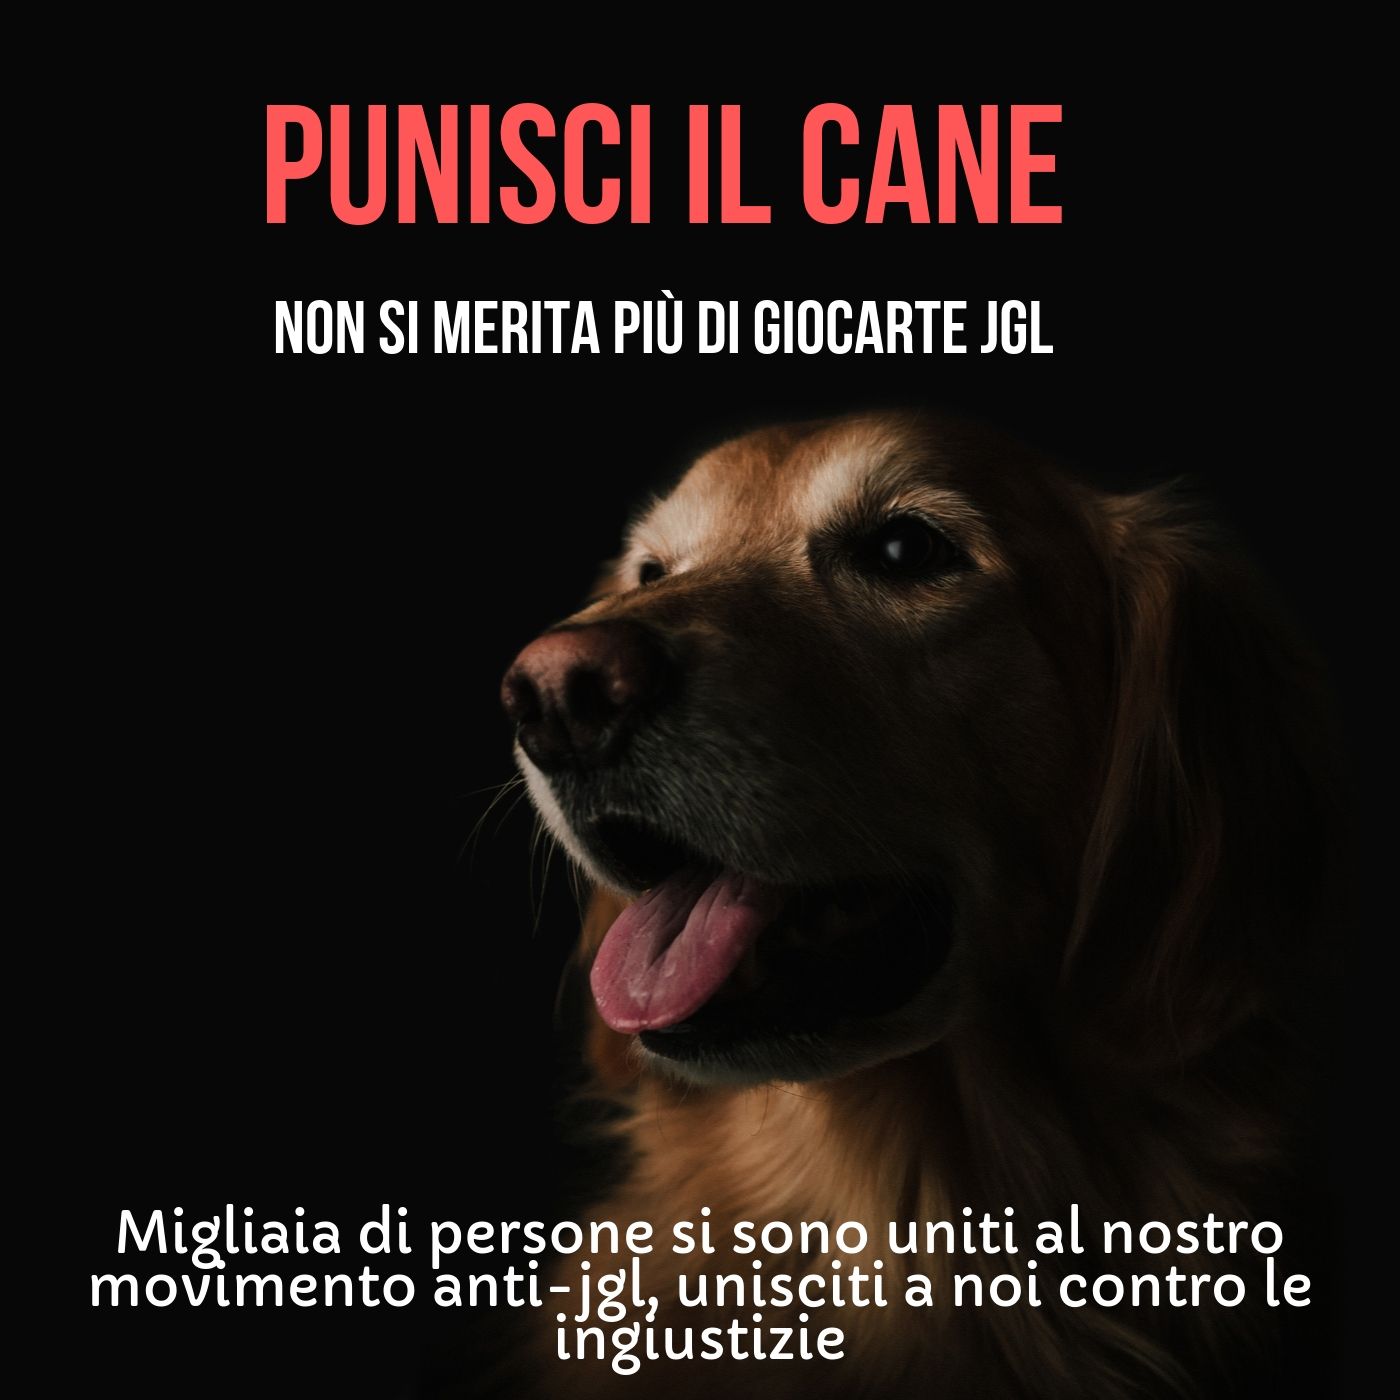 PUNISCI IL CANE
NON SI MERITA PIÙ DI GIOCARTE JGL
Migliaia di persone si sono uniti al nostro
movimento anti-jgl, unisciti a noi contro le
ingiustizie